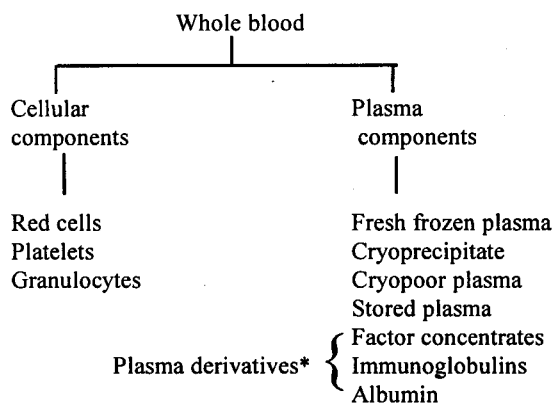 Whole blood
Cellular
components
Red cells
Platelets
Granulocytes
Plasma
components
Fresh frozen plasma
Cryoprecipitate
Cryopoor plasma
Stored plasma
Plasma derivatives*
Factor concentrates
Immunoglobulins
Albumin